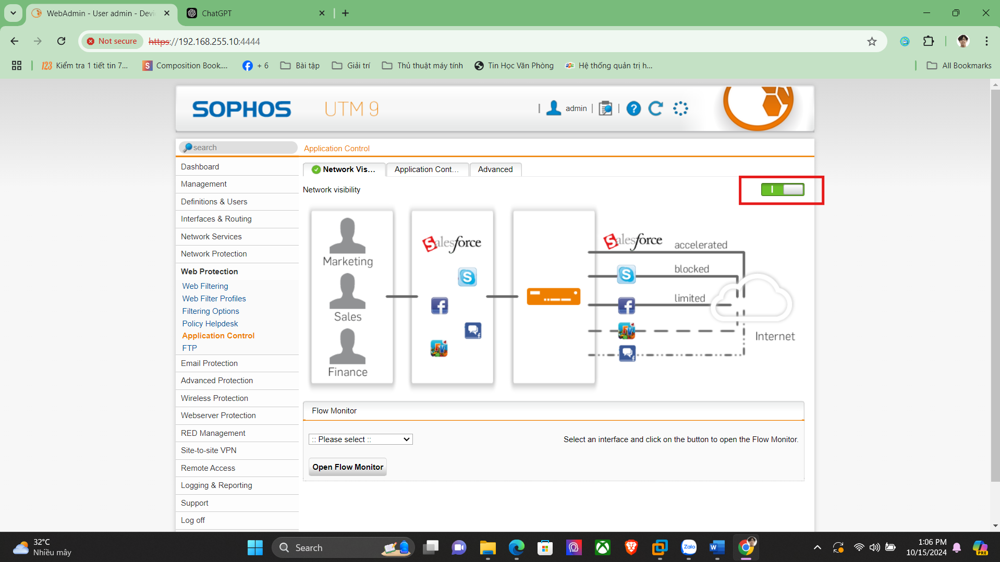 WebAdmin - User admin - Devi
ChatGPT
Not secure
https://192.168.255.10:4444
123 Kiểm tra 1 tiết tin 7...
S Composition Book....
+ 6
Bài tập
Giải trí
Thủ thuật máy tính
Tin Học Văn Phòng
Hệ thống quản trị h...
All Bookmarks
SOPHOS UTM 9
admin
search
Application Control
Dashboard
Management
Definitions & Users
Interfaces & Routing
Network Services
Network Protection
Web Protection
Web Filtering
Web Filter Profiles
Filtering Options
Policy Helpdesk
Application Control
FTP
Email Protection
Advanced Protection
Wireless Protection
Webserver Protection
RED Management
Site-to-site VPN
Remote Access
Logging & Reporting
Support
Log off
Network Vis...
Application Cont...
Advanced
Network visibility
Marketing
Sales
Finance
Salesforce
Salesforce
accelerated
blocked
limited
Internet
Flow Monitor
:: Please select ::
Select an interface and click on the button to open the Flow Monitor.
Open Flow Monitor
32°C
Nhiều mây
Search
Zalo
1:06 PM
10/15/2024
PRE